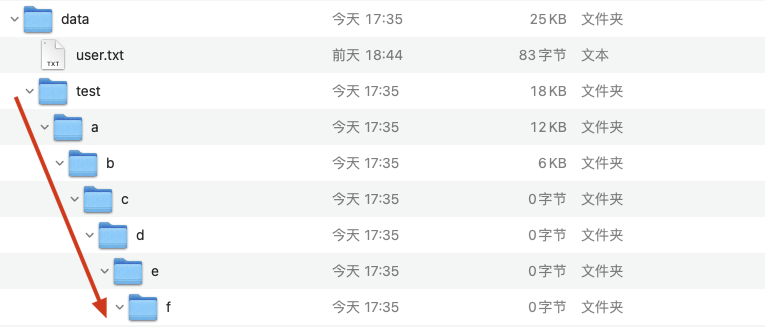 data 今天 17:35 25 KB 文件夹
TXT user.txt 前天 18:44 83 字节 文本
test 今天 17:35 18 KB 文件夹
a 今天 17:35 12 KB 文件夹
b 今天 17:35 6 KB 文件夹
c 今天 17:35 0 字节 文件夹
d 今天 17:35 0 字节 文件夹
e 今天 17:35 0 字节 文件夹
f 今天 17:35 0 字节 文件夹